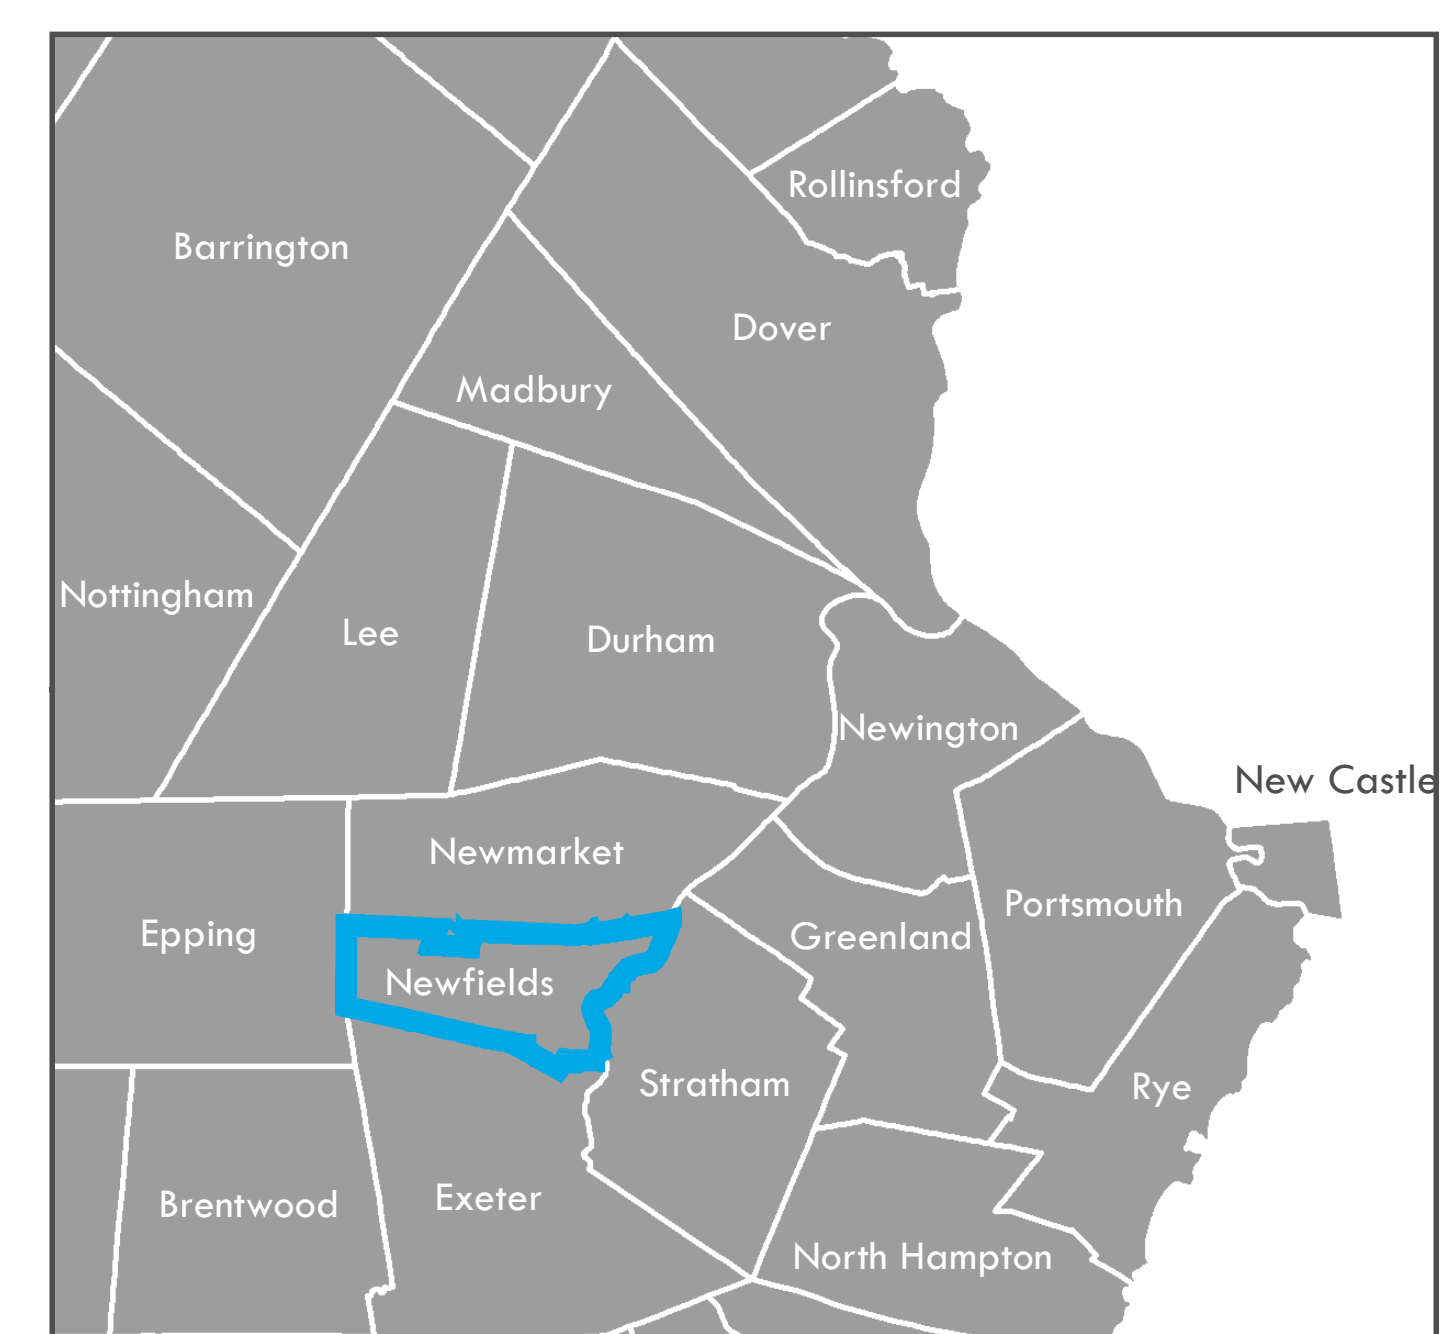 Rollinsford
Barrington
Dover
Madbury
Nottingham
Lee
Durham
Newington
New Castle
Newmarket
Portsmouth
Epping
Greenland
Newfields
Stratham
Rye
Brentwood
Exeter
North Hampton